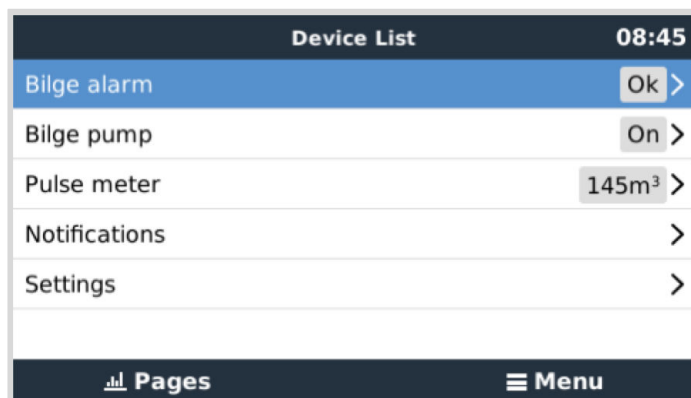 Device List 08:45
Bilge alarm Ok
Bilge pump On
Pulse meter 145m³
Notifications
Settings
Pages Menu